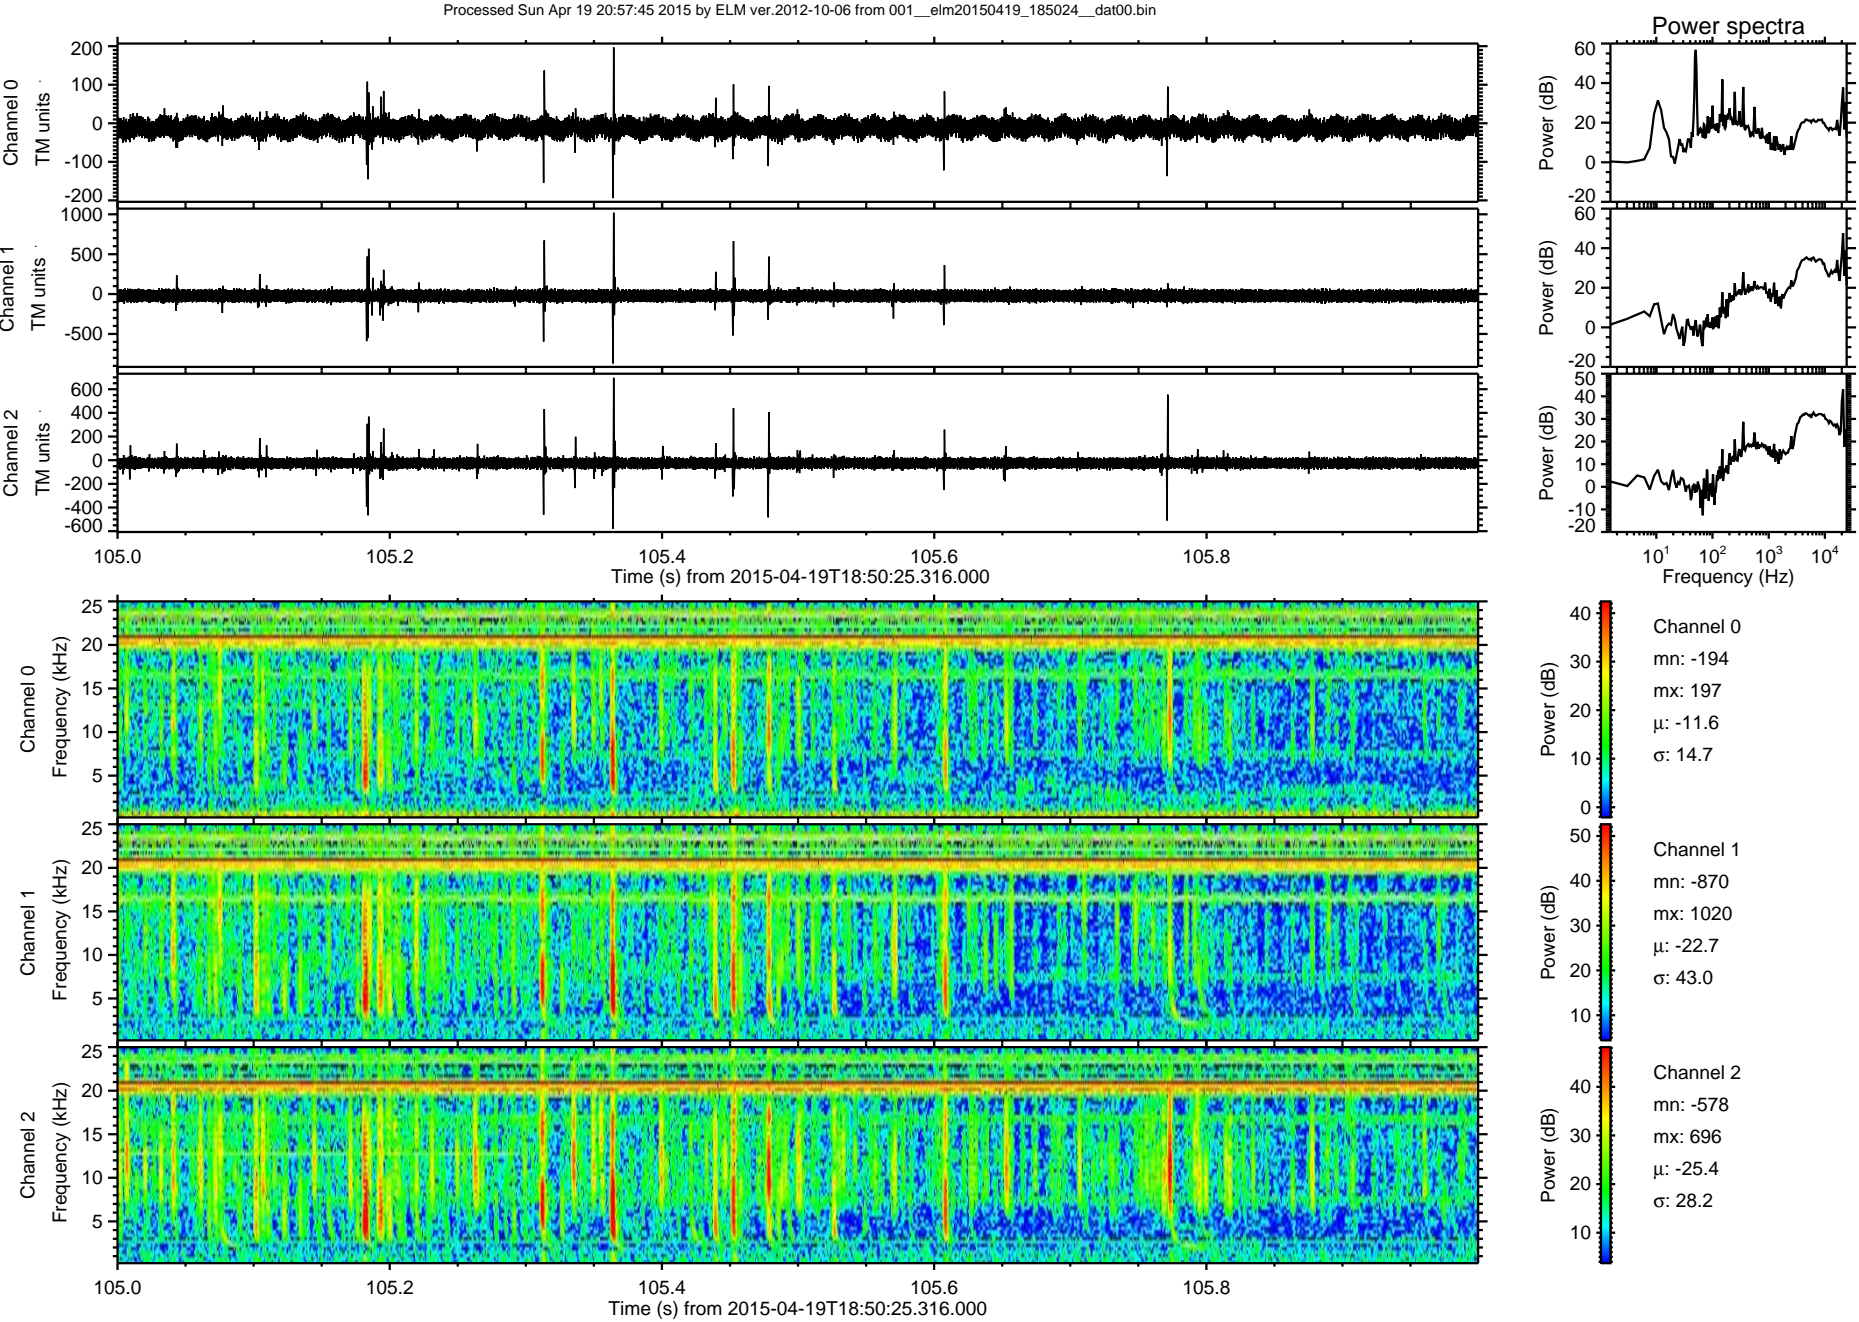 Processed Sun Apr 19 20:57:45 2015 by ELM ver.2012-10-06 from 001__elm20150419_185024__dat00.bin
Power spectra
Channel 0
TM units
200
100
0
-100
-200
Power (dB)
60
40
20
0
-20
Channel 1
TM units
1000
500
0
-500
Power (dB)
60
40
20
0
-20
Channel 2
TM units
600
400
200
0
-200
-400
-600
Power (dB)
50
40
30
20
10
0
-10
-20
105.0 105.2 105.4 105.6 105.8
Time (s) from 2015-04-19T18:50:25.316.000
10^1 10^2 10^3 10^4
Frequency (Hz)
Channel 0
Frequency (kHz)
25
20
15
10
5
Power (dB)
40
30
20
10
0
Channel 0
mn: -194
mx: 197
μ: -11.6
σ: 14.7
Channel 1
Frequency (kHz)
25
20
15
10
5
Power (dB)
50
40
30
20
10
Channel 1
mn: -870
mx: 1020
μ: -22.7
σ: 43.0
Channel 2
Frequency (kHz)
25
20
15
10
5
Power (dB)
40
30
20
10
Channel 2
mn: -578
mx: 696
μ: -25.4
σ: 28.2
105.0 105.2 105.4 105.6 105.8
Time (s) from 2015-04-19T18:50:25.316.000